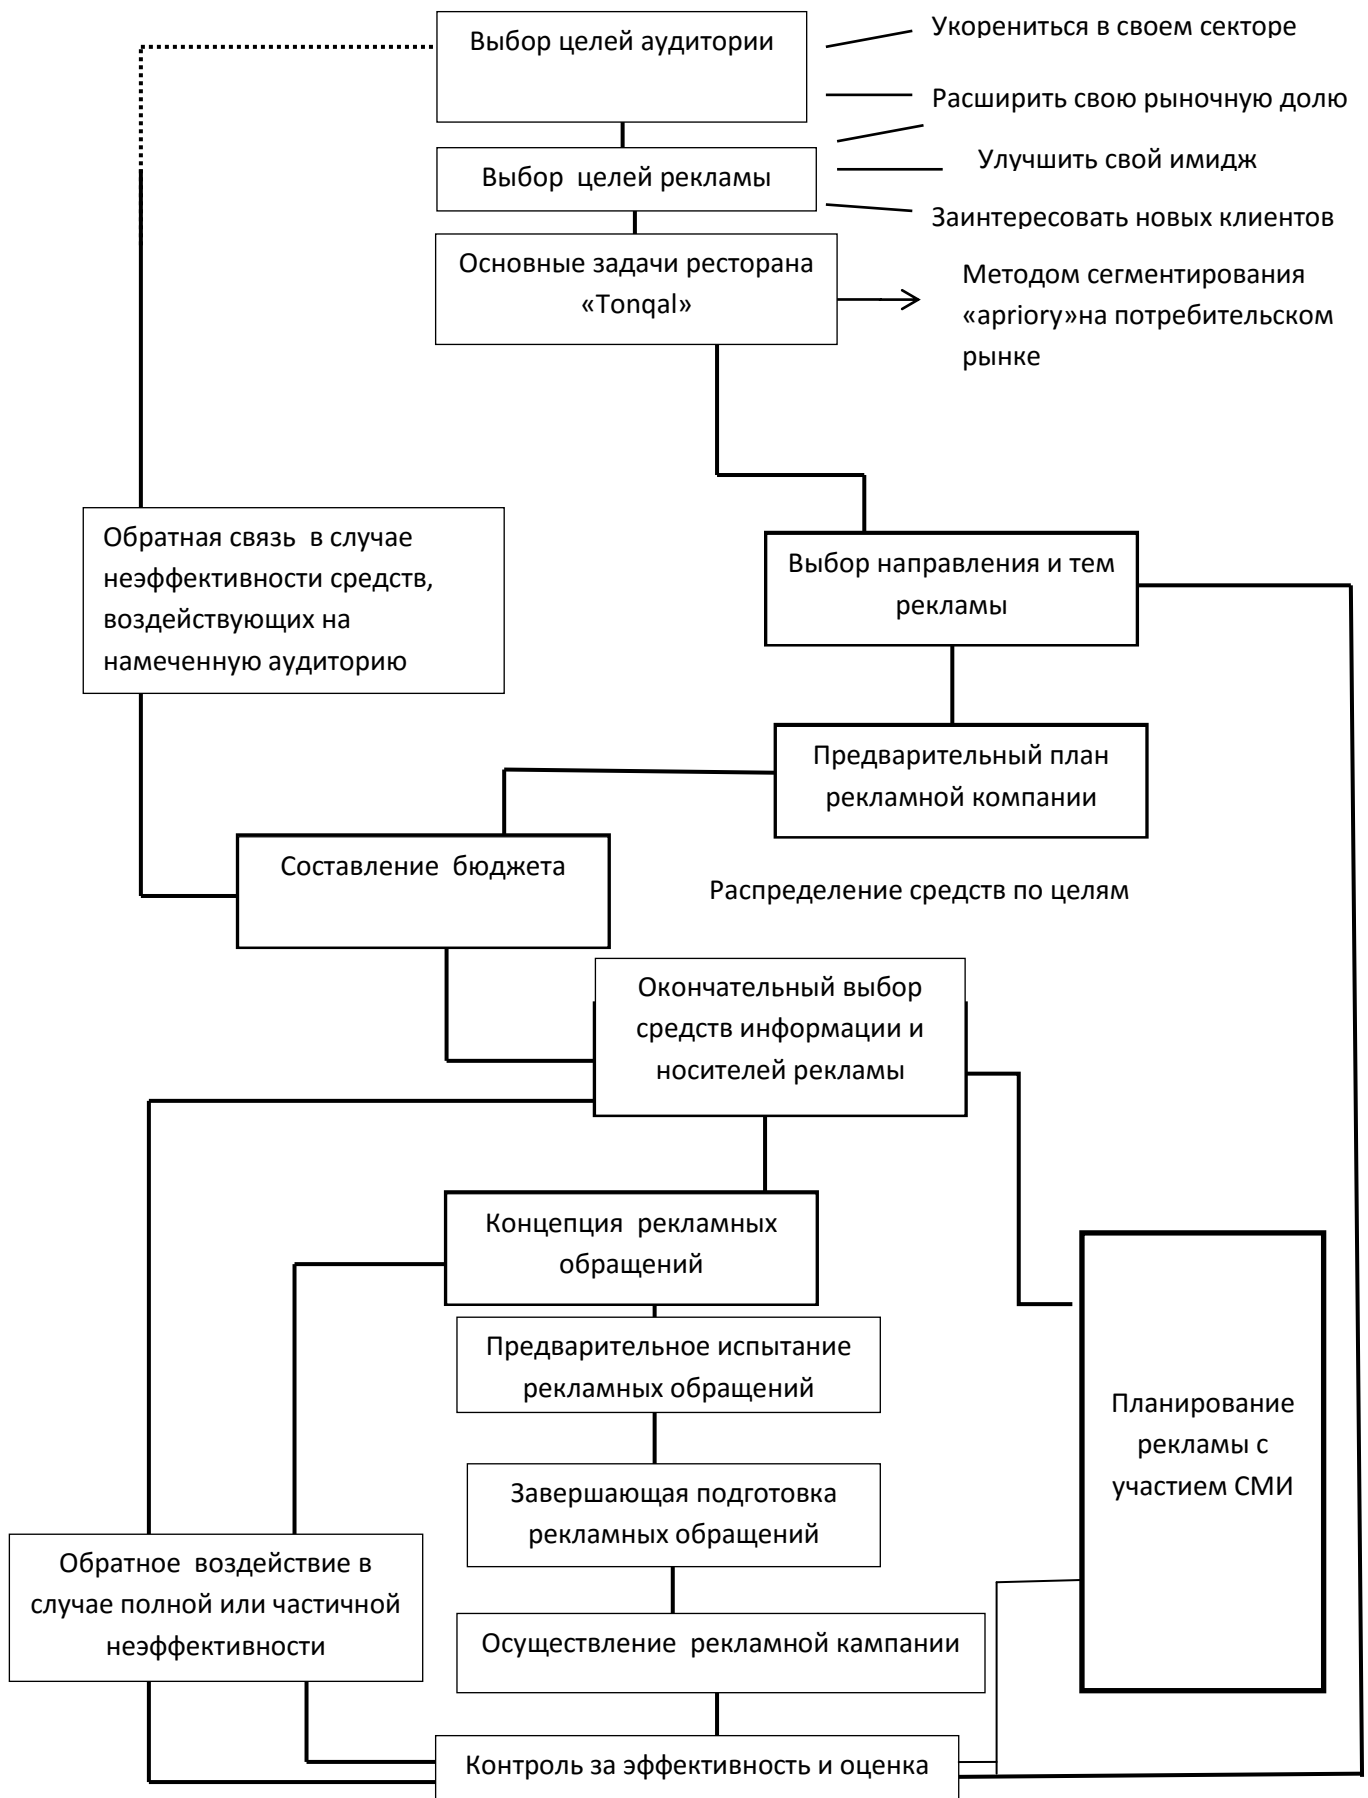 Выбор целей аудитории
Укорениться в своем секторе
Расширить свою рыночную долю
Выбор целей рекламы
Улучшить свой имидж
Заинтересовать новых клиентов
Основные задачи ресторана
«Tonqal»
Методом сегментирования
«apriory»на потребительском
рынке
Обратная связь в случае
неэффективности средств,
воздействующих на
намеченную аудиторию
Выбор направления и тем
рекламы
Предварительный план
рекламной компании
Составление бюджета
Распределение средств по целям
Окончательный выбор
средств информации и
носителей рекламы
Концепция рекламных
обращений
Предварительное испытание
рекламных обращений
Планирование
рекламы с
участием СМИ
Завершающая подготовка
рекламных обращений
Обратное воздействие в
случае полной или частичной
неэффективности
Осуществление рекламной кампании
Контроль за эффективность и оценка